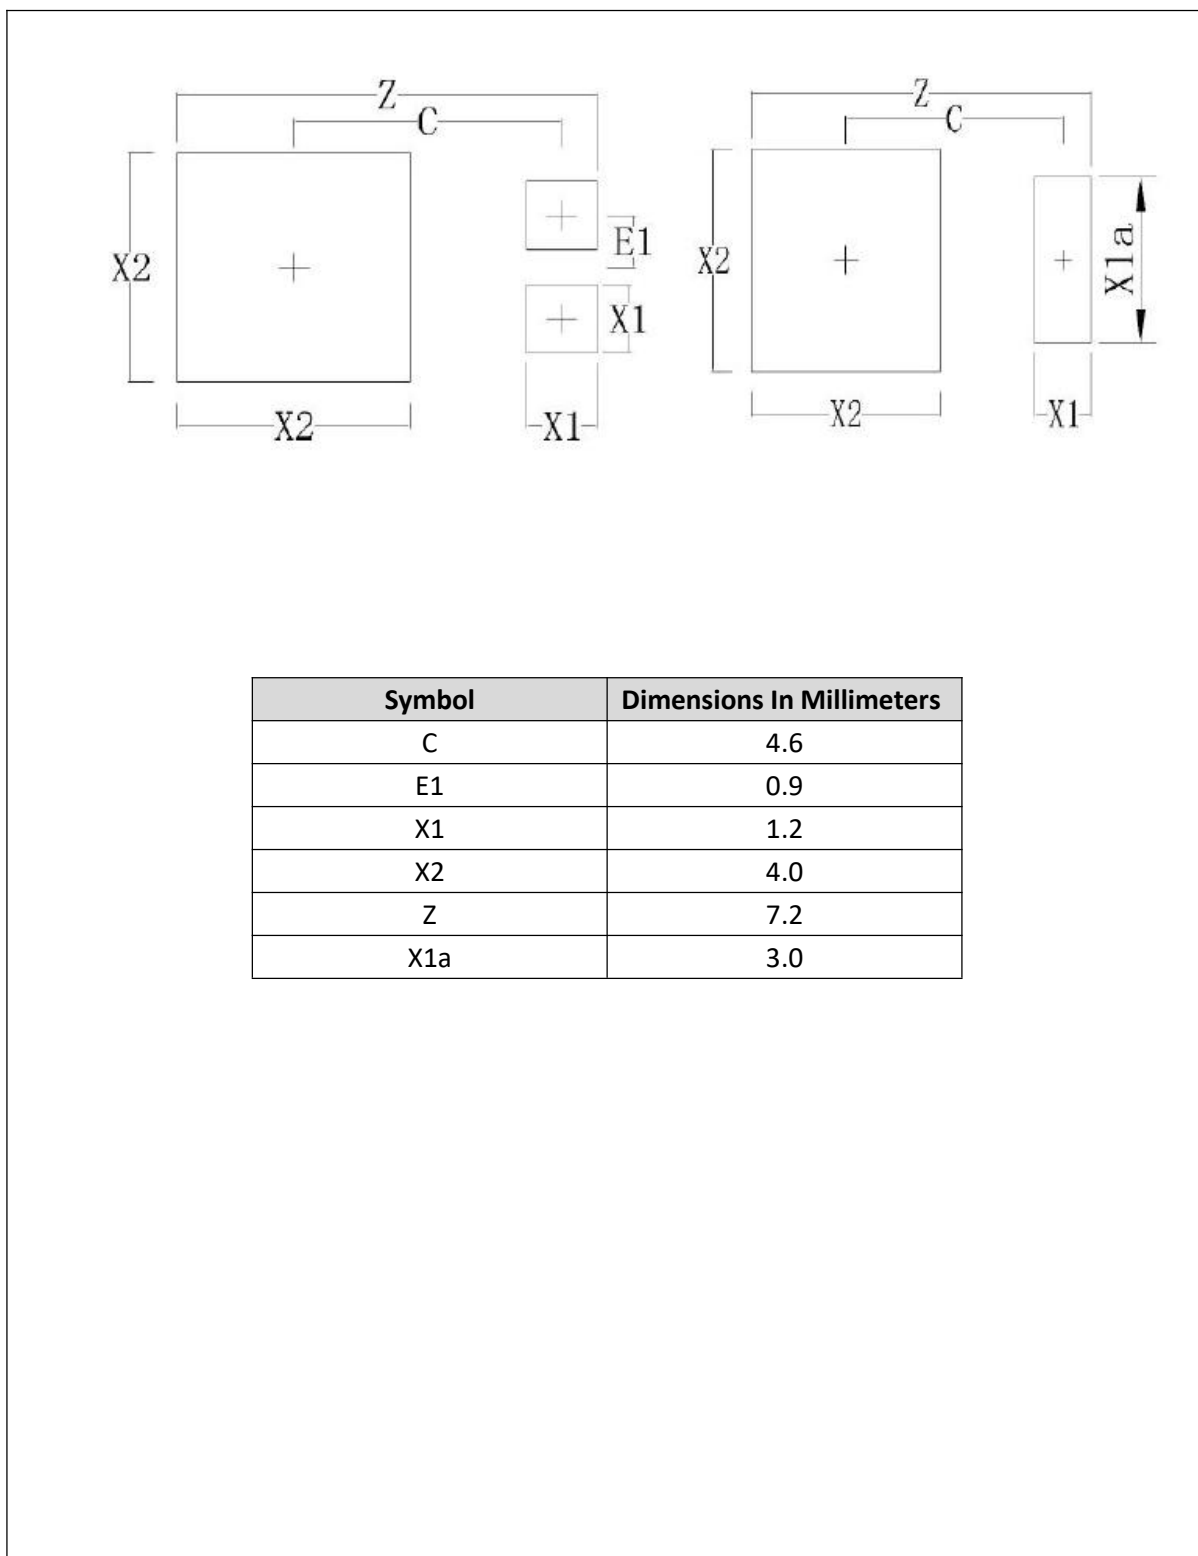 Z
C
X2
E1
X1
X2
X1
Z
C
X2
X1a
X2
X1
Symbol Dimensions In Millimeters
C 4.6
E1 0.9
X1 1.2
X2 4.0
Z 7.2
X1a 3.0